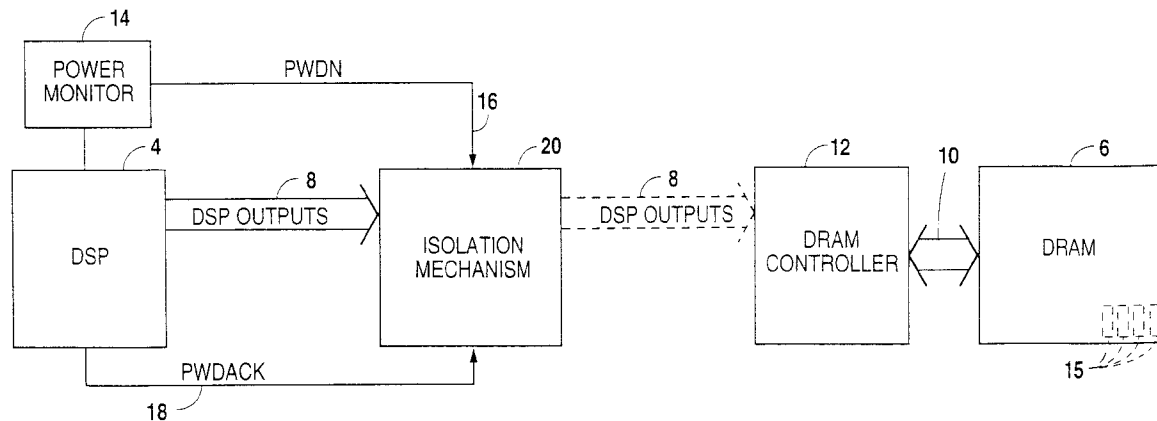 14
POWER
MONITOR
PWDN
16
4
8
20
8
12
10
6
DSP OUTPUTS
DSP OUTPUTS
DSP
ISOLATION
MECHANISM
DRAM
CONTROLLER
DRAM
PWDACK
18
15